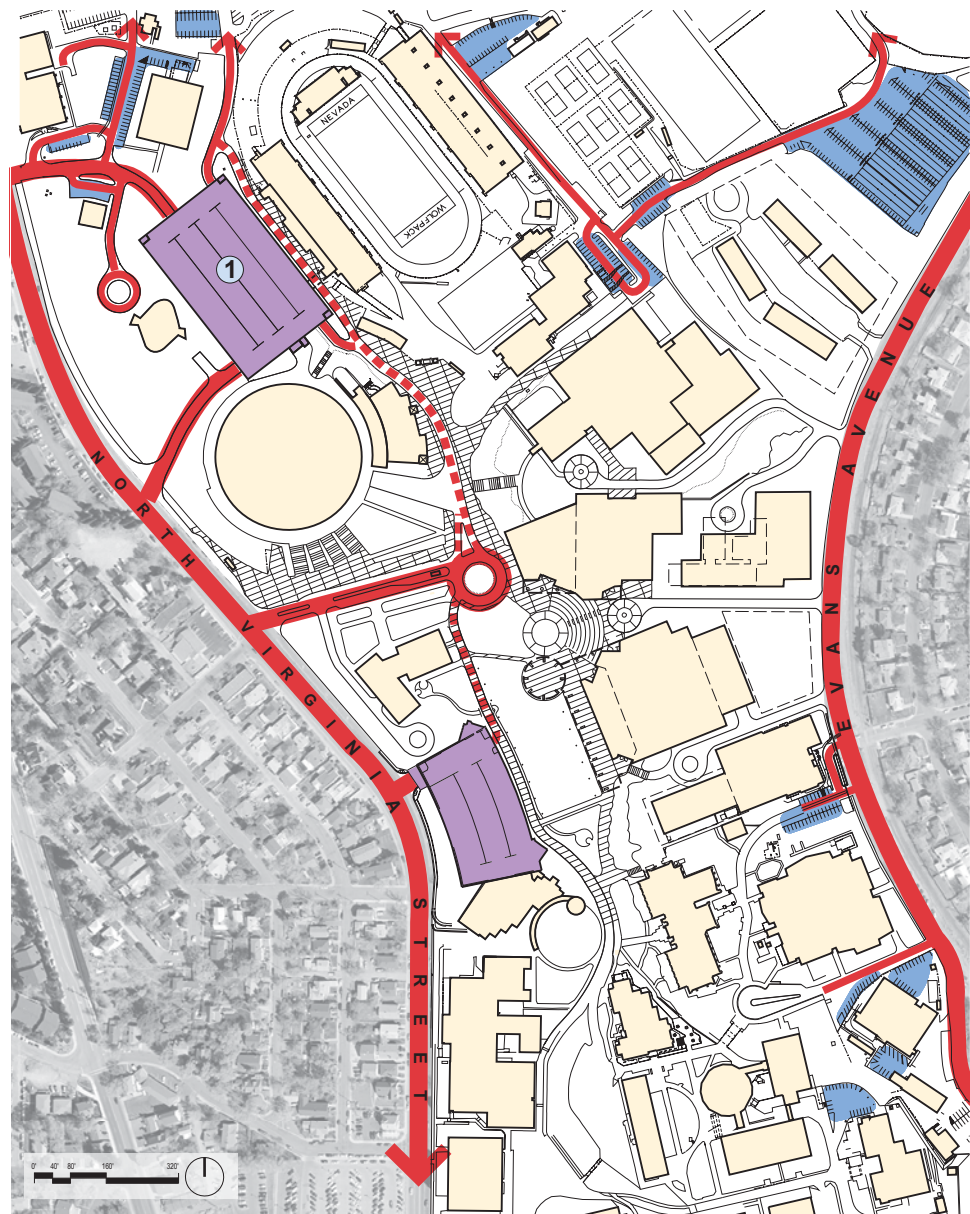 NEVADA
WOLFPACK
1
NORTH VIRGINIA STREET
EVANS AVENUE
0' 40' 80' 160' 320'